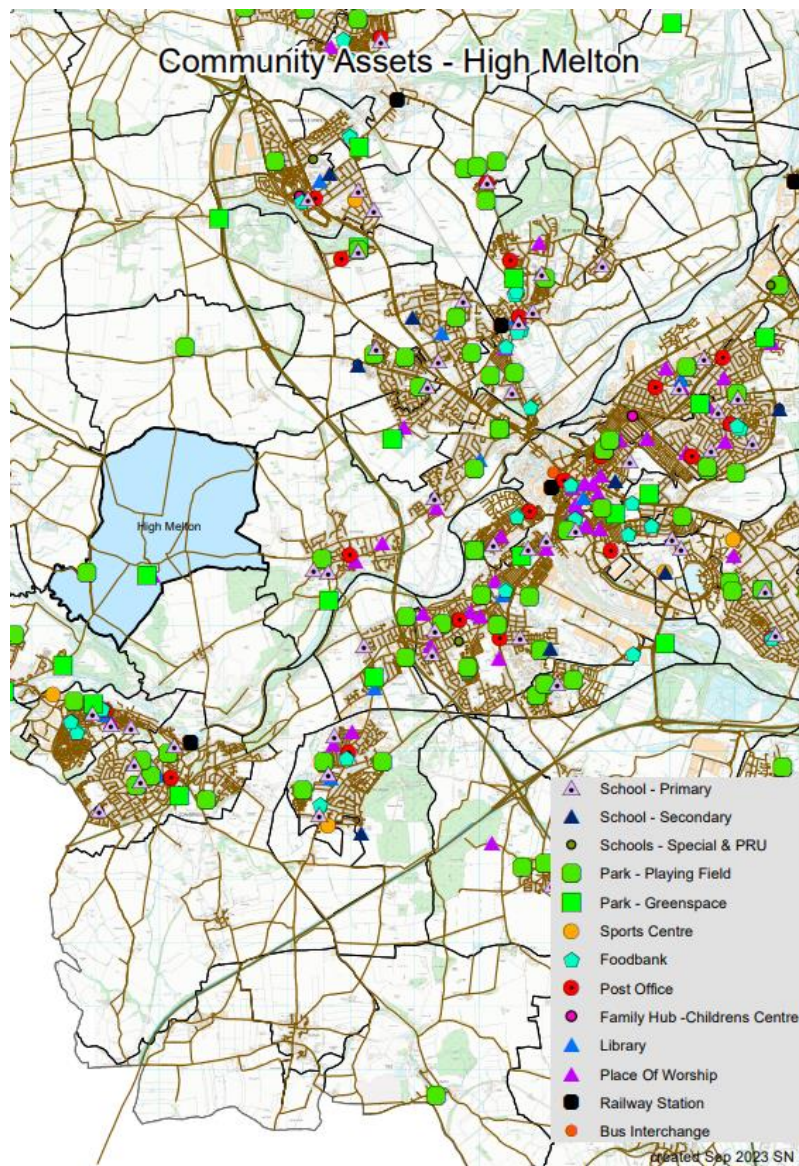 Community Assets - High Melton
High Melton
School - Primary
School - Secondary
Schools - Special & PRU
Park - Playing Field
Park - Greenspace
Sports Centre
Foodbank
Post Office
Family Hub -Childrens Centre
Library
Place Of Worship
Railway Station
Bus Interchange
created Sep 2023 SN